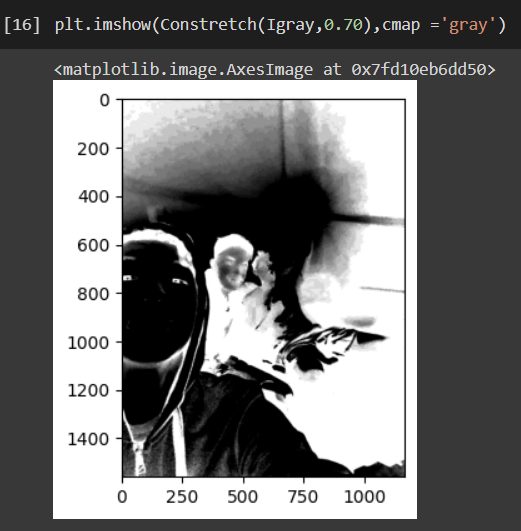 [16] plt.imshow(Constretch(Igray,0.70),cmap ='gray')
<matplotlib.image.AxesImage at 0x7fd10eb6dd50>
0
200
400
600
800
1000
1200
1400
0 250 500 750 1000